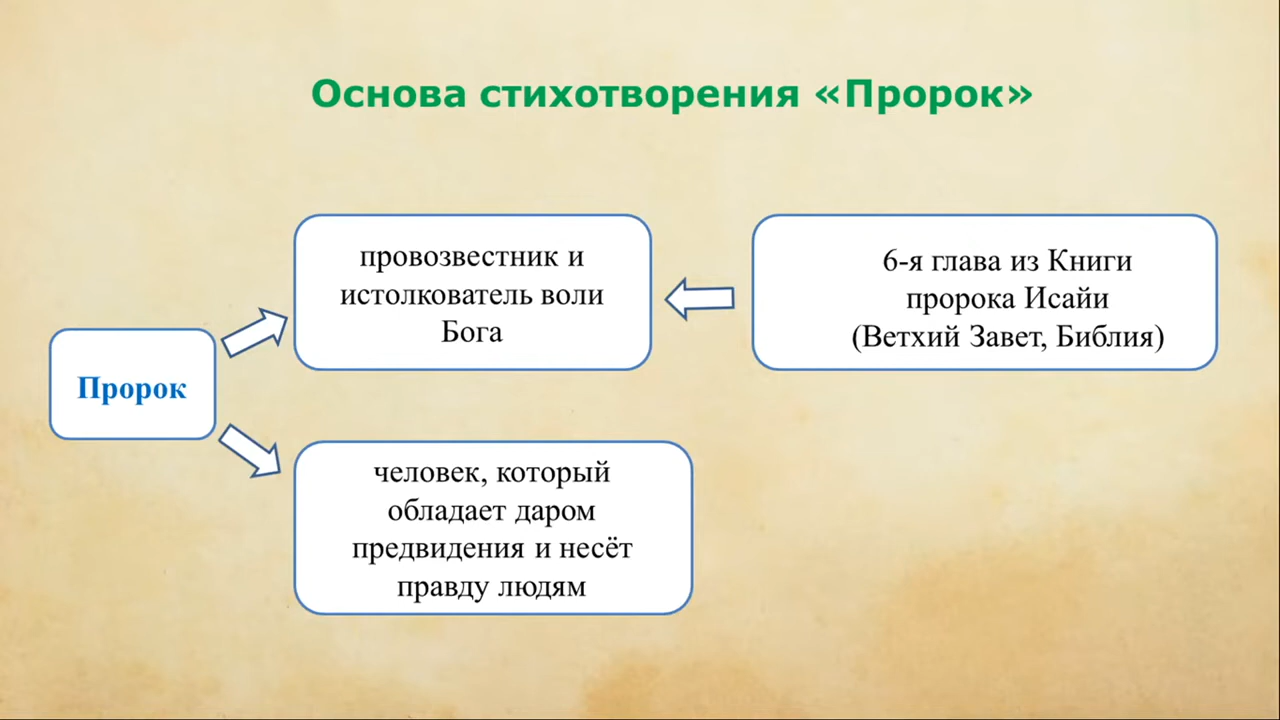 Основа стихотворения «Пророк»
провозвестник и
истолкователь воли
Бога
6-я глава из Книги
пророка Исайи
(Ветхий Завет, Библия)
Пророк
человек, который
обладает даром
предвидения и несёт
правду людям